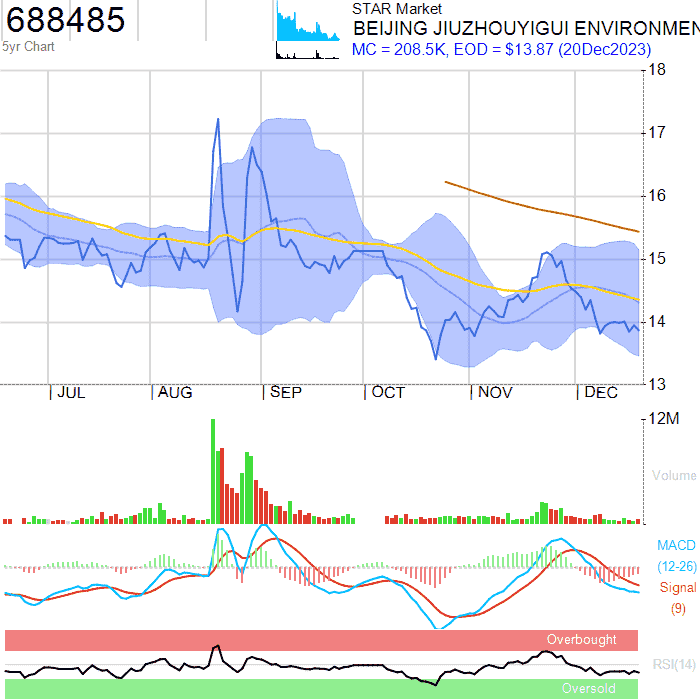 688485
5yr Chart
STAR Market
BEIJING JIUZHOUYIGUI ENVIRONMEN
MC = 208.5K, EOD = $13.87 (20Dec2023)
18
17
16
15
14
13
JUL AUG SEP OCT NOV DEC
12M
Volume
MACD
(12-26)
Signal
(9)
Overbought
RSI(14)
Oversold